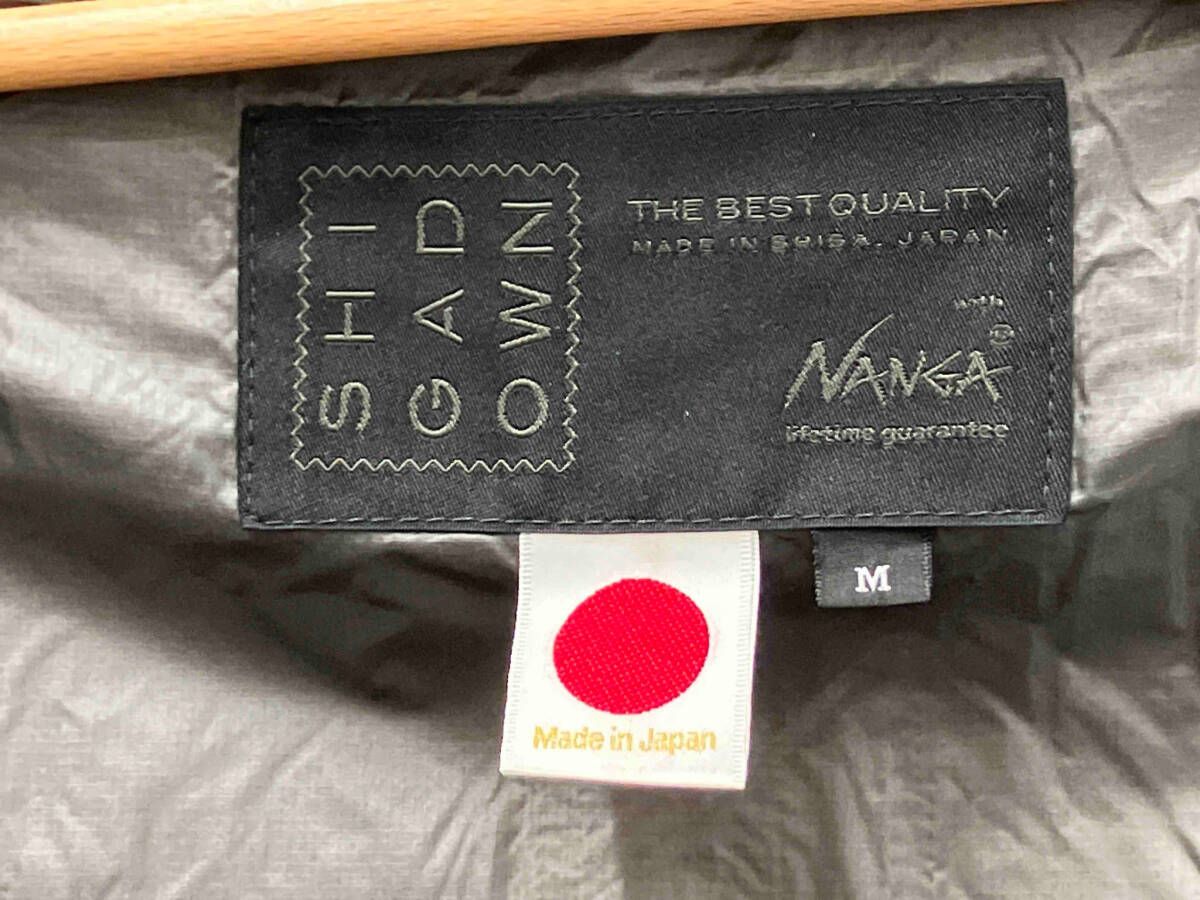 SHI
GAD
OWN
THE BEST QUALITY
MADE IN SHIGA, JAPAN
with
NANGA®
lifetime guarantee
M
Made in Japan